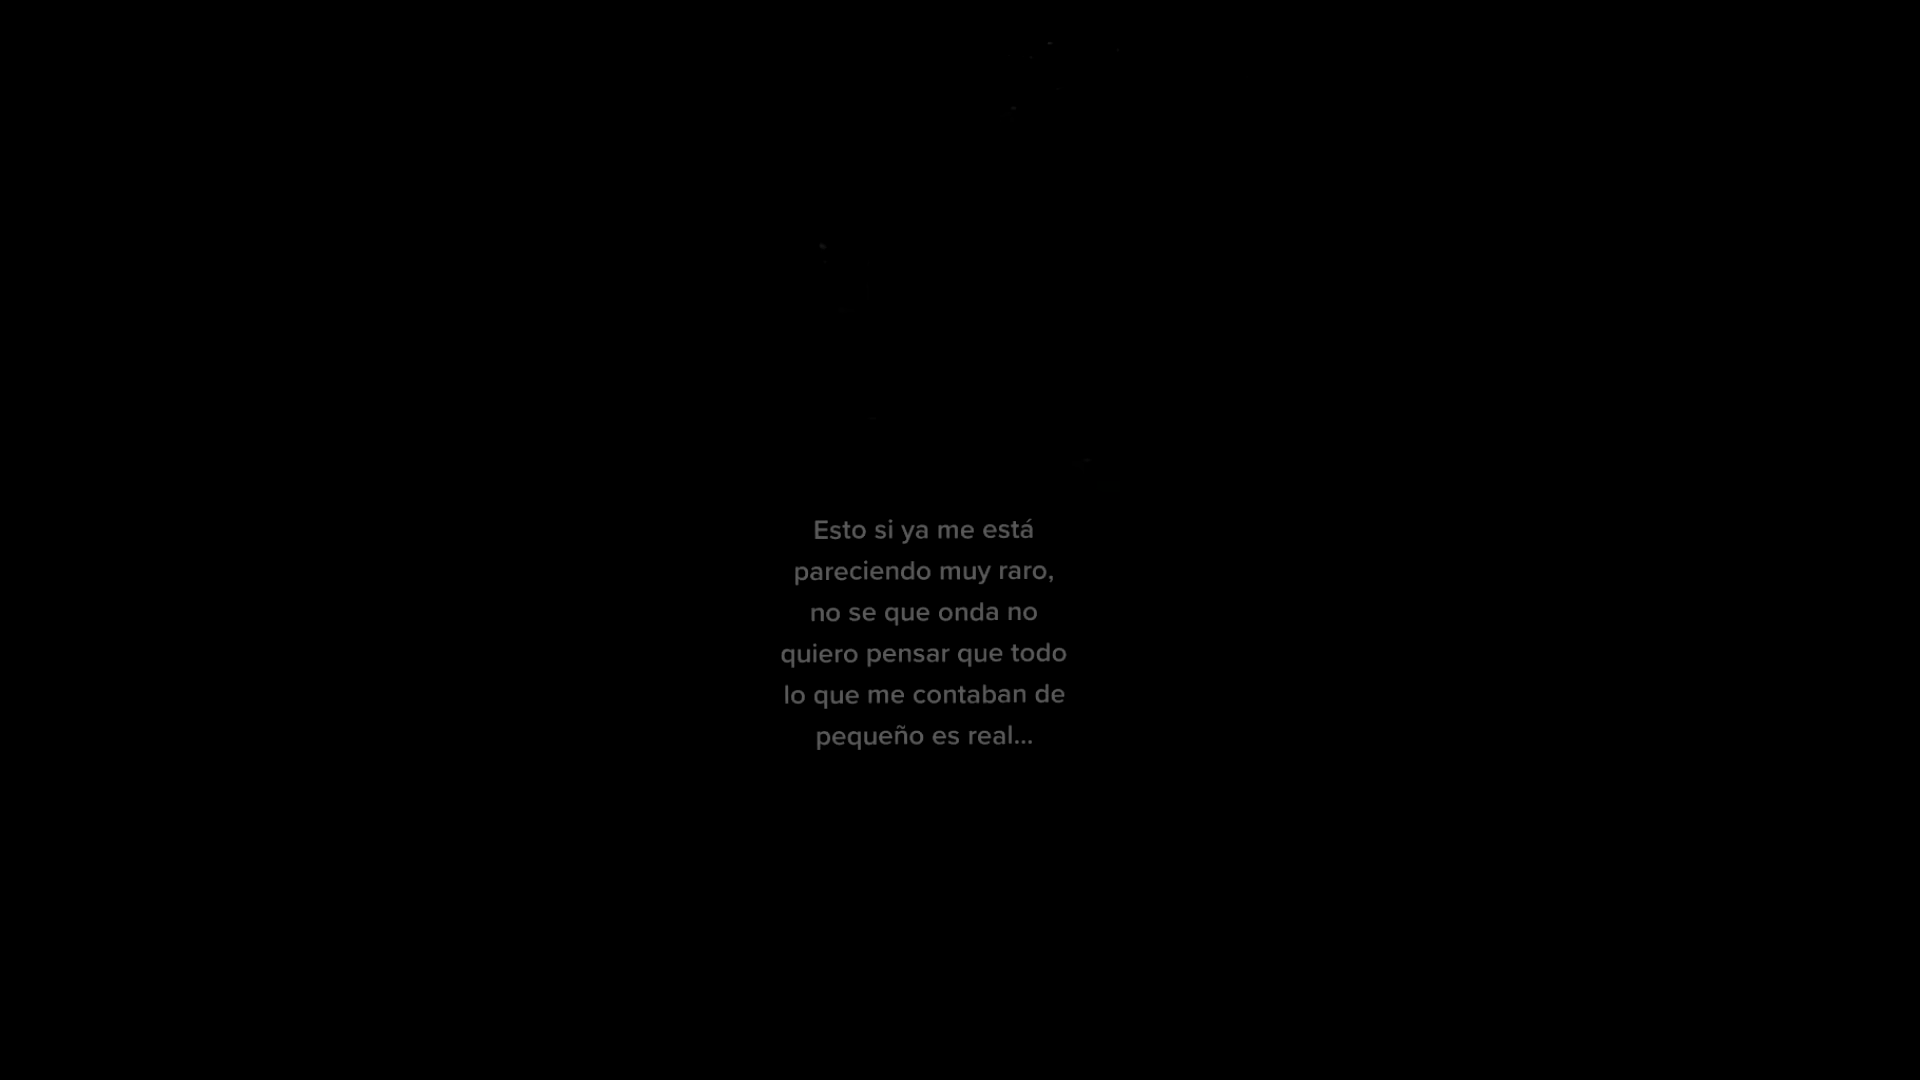 Esto si ya me está
pareciendo muy raro,
no se que onda no
quiero pensar que todo
lo que me contaban de
pequeño es real...